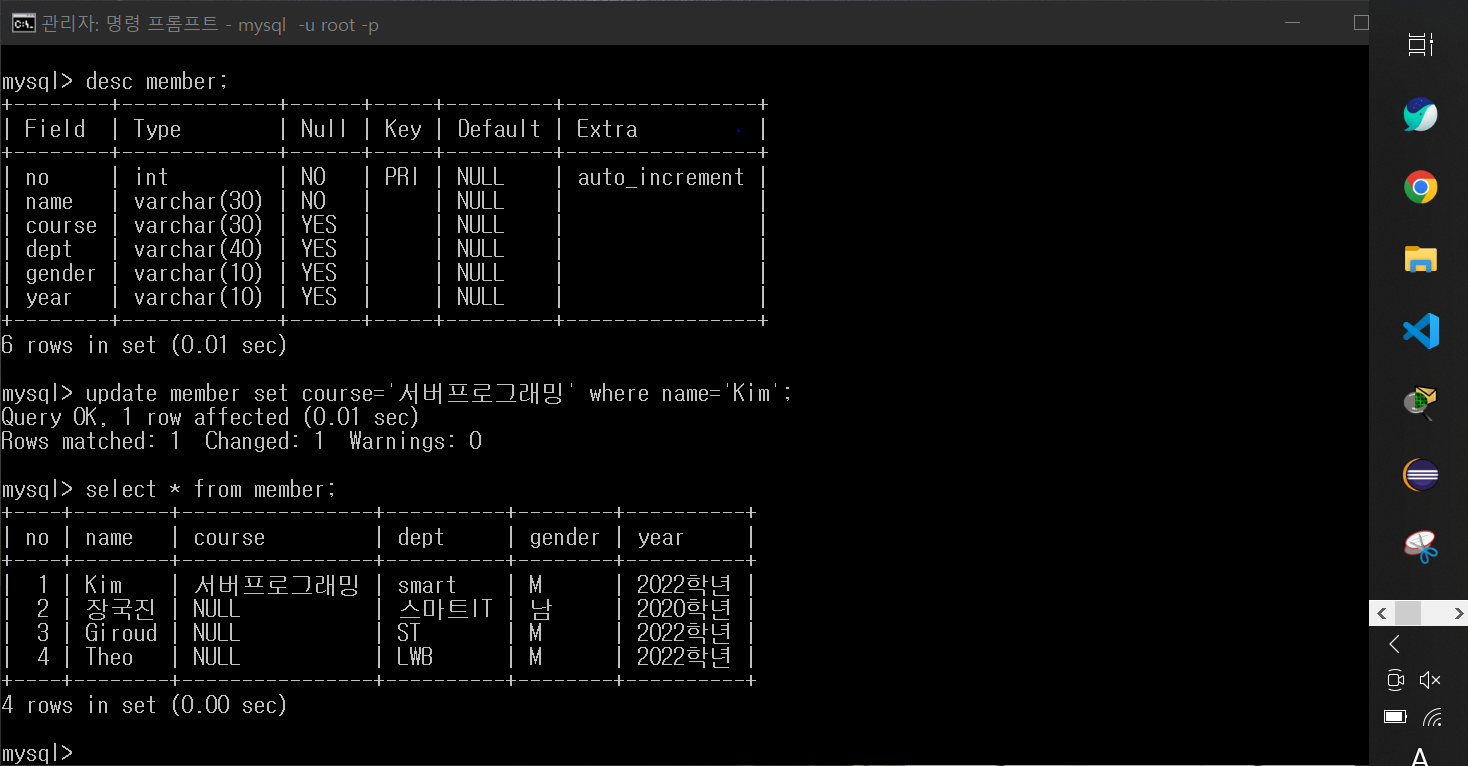 관리자: 명령 프롬프트 - mysql  -u root -p
mysql> desc member;
+--------+-------------+------+-----+---------+----------------+
| Field  | Type        | Null | Key | Default | Extra          |
+--------+-------------+------+-----+---------+----------------+
| no     | int         | NO   | PRI | NULL    | auto_increment |
| name   | varchar(30) | NO   |     | NULL    |                |
| course | varchar(30) | YES  |     | NULL    |                |
| dept   | varchar(40) | YES  |     | NULL    |                |
| gender | varchar(10) | YES  |     | NULL    |                |
| year   | varchar(10) | YES  |     | NULL    |                |
+--------+-------------+------+-----+---------+----------------+
6 rows in set (0.01 sec)
mysql> update member set course='서버프로그래밍' where name='Kim';
Query OK, 1 row affected (0.01 sec)
Rows matched: 1  Changed: 1  Warnings: 0
mysql> select * from member;
+----+--------+----------------+----------+--------+----------+
| no | name   | course         | dept     | gender | year     |
+----+--------+----------------+----------+--------+----------+
|  1 | Kim    | 서버프로그래밍 | smart    | M      | 2022학년 |
|  2 | 장국진 | NULL           | 스마트IT | 남     | 2020학년 |
|  3 | Giroud | NULL           | ST       | M      | 2022학년 |
|  4 | Theo   | NULL           | LWB      | M      | 2022학년 |
+----+--------+----------------+----------+--------+----------+
4 rows in set (0.00 sec)
mysql>
A